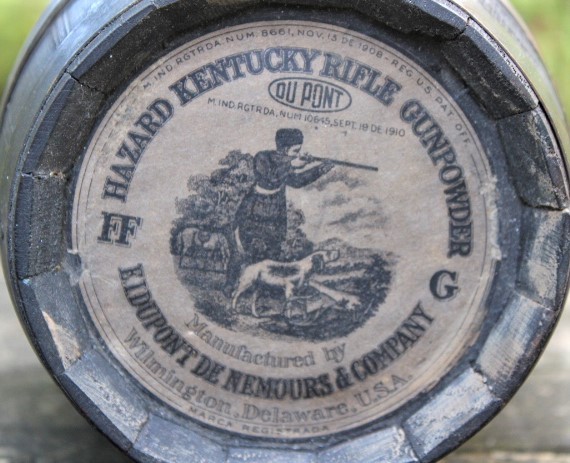 M. IND. RGTRDA. NUM. 8661, NOV. 13 DE 1908 - REG. U.S. PAT. OFF.
HAZARD KENTUCKY RIFLE GUNPOWDER
DU PONT
M. IND. RGTRDA. NUM 10645, SEPT. 19 DE 1910
FF G
E.I. DUPONT DE NEMOURS & COMPANY
Manufactured by
Wilmington, Delaware, U.S.A.
MARCA REGISTRADA